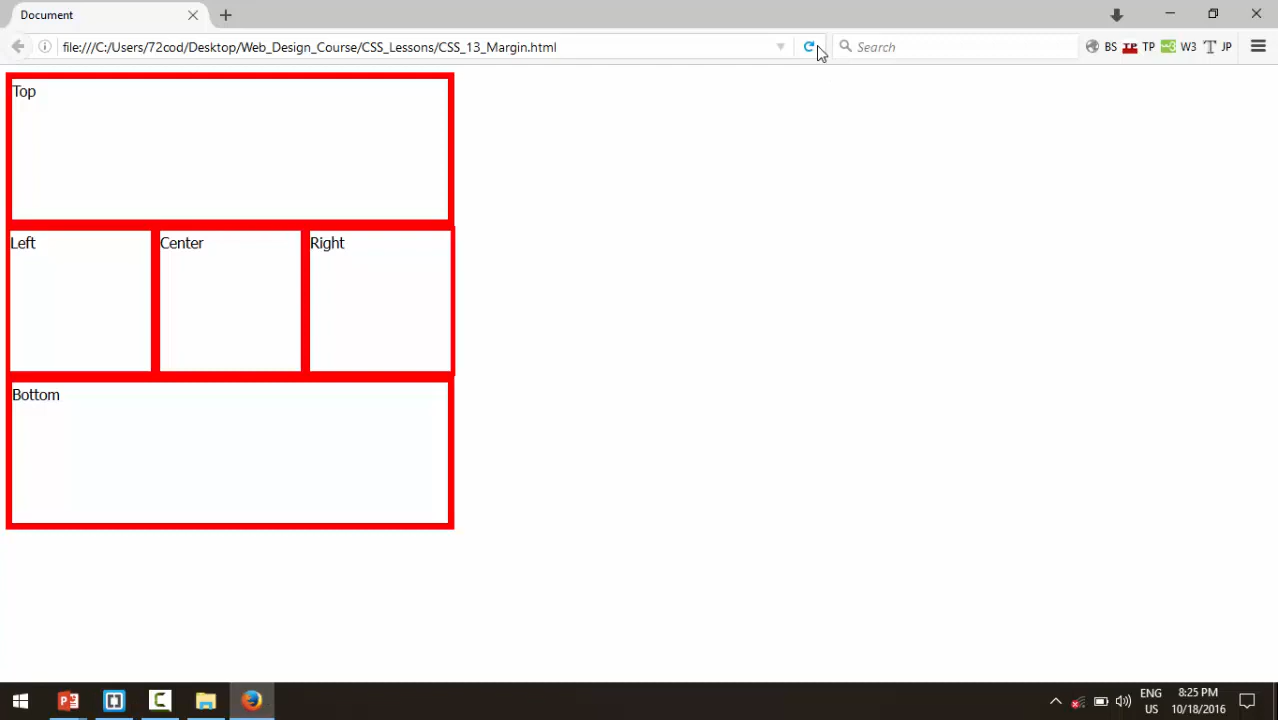 Document
file:///C:/Users/72cod/Desktop/Web_Design_Course/CSS_Lessons/CSS_13_Margin.html
Search
BS TP W3 JP
Top
Left Center Right
Bottom
ENG 8:25 PM
US 10/18/2016